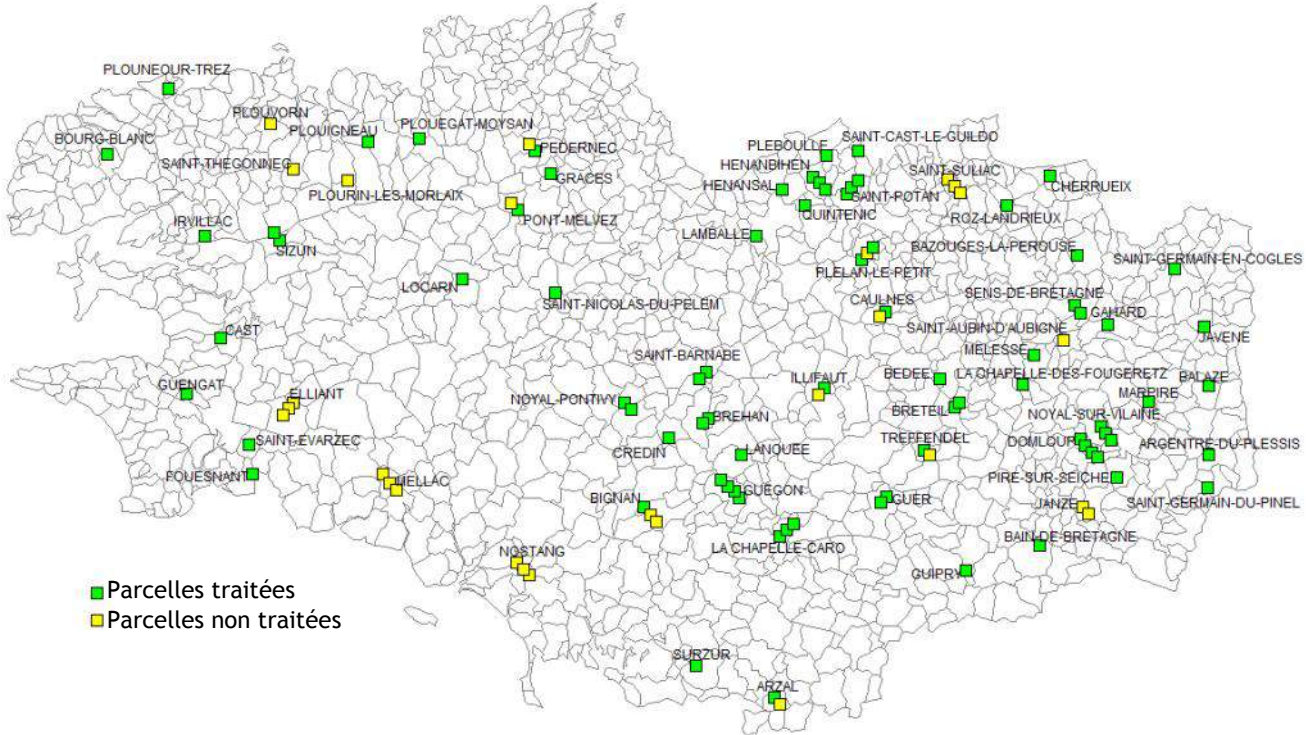 PLOUNEOUR-TREZ
PLOUVORN
BOURG-BLANC
PLOUIGNEAU
PLOUEGAT-MOYSAN
SAINT-CAST-LE-GUILDO
PLEBOULLE
PEDERNEC
SAINT-THEGONNEC
HENANBIHEN
SAINT-SULIAC
GRACES
HENANSAL
CHERRUEIX
PLOURIN-LES-MORLAIX
SAINT-POTAN
QUINTENIC
ROZ-LANDRIEUX
IRVILLAC
PONT-MELVEZ
LAMBALLE
SIZUN
BAZOUGES-LA-PEROUSE
SAINT-GERMAIN-EN-COGLES
PLELAN-LE-PETIT
LOCARN
SAINT-NICOLAS-DU-PELEM
CAULNES
SENS-DE-BRETAGNE
GAHARD
CAST
SAINT-AUBIN-D'AUBIGNE
JAVENE
SAINT-BARNABE
MELESSE
GUENGAT
ELLIANT
ILLIFAUT
BEDEE
LA CHAPELLE-DES-FOUGERETZ
BALAZE
NOYAL-PONTIVY
BREHAN
BRETEIL
MARPIRE
NOYAL-SUR-VILAINE
SAINT-EVARZEC
CREDIN
LANOUEE
TREFFENDEL
DOMLOUP
ARGENTRE-DU-PLESSIS
FOUESNANT
MELLAC
PIRE-SUR-SEICHE
BIGNAN
GUEGON
GUER
JANZE
SAINT-GERMAIN-DU-PINEL
NOSTANG
LA CHAPELLE-CARO
BAIN-DE-BRETAGNE
GUIPRY
Parcelles traitées
Parcelles non traitées
SURZUR
ARZAL